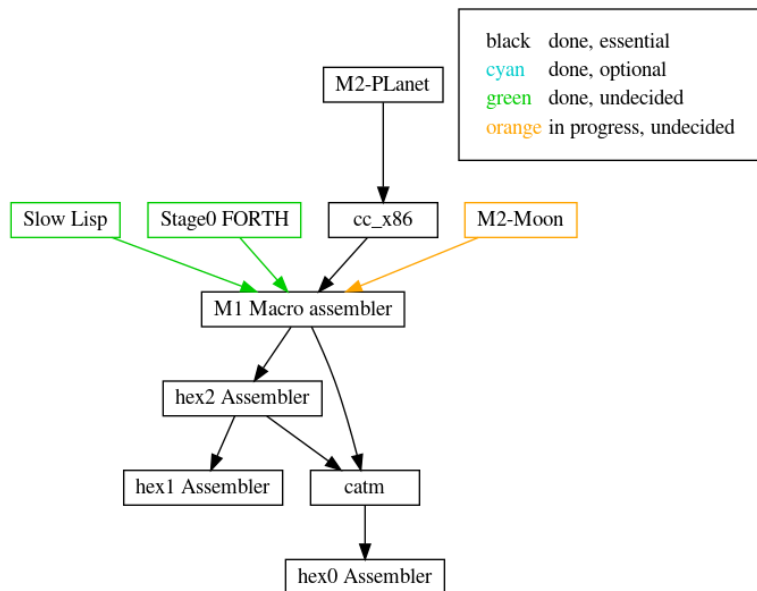 black done, essential
cyan done, optional
green done, undecided
orange in progress, undecided
M2-PLanet
Slow Lisp
Stage0 FORTH
cc_x86
M2-Moon
M1 Macro assembler
hex2 Assembler
hex1 Assembler
catm
hex0 Assembler